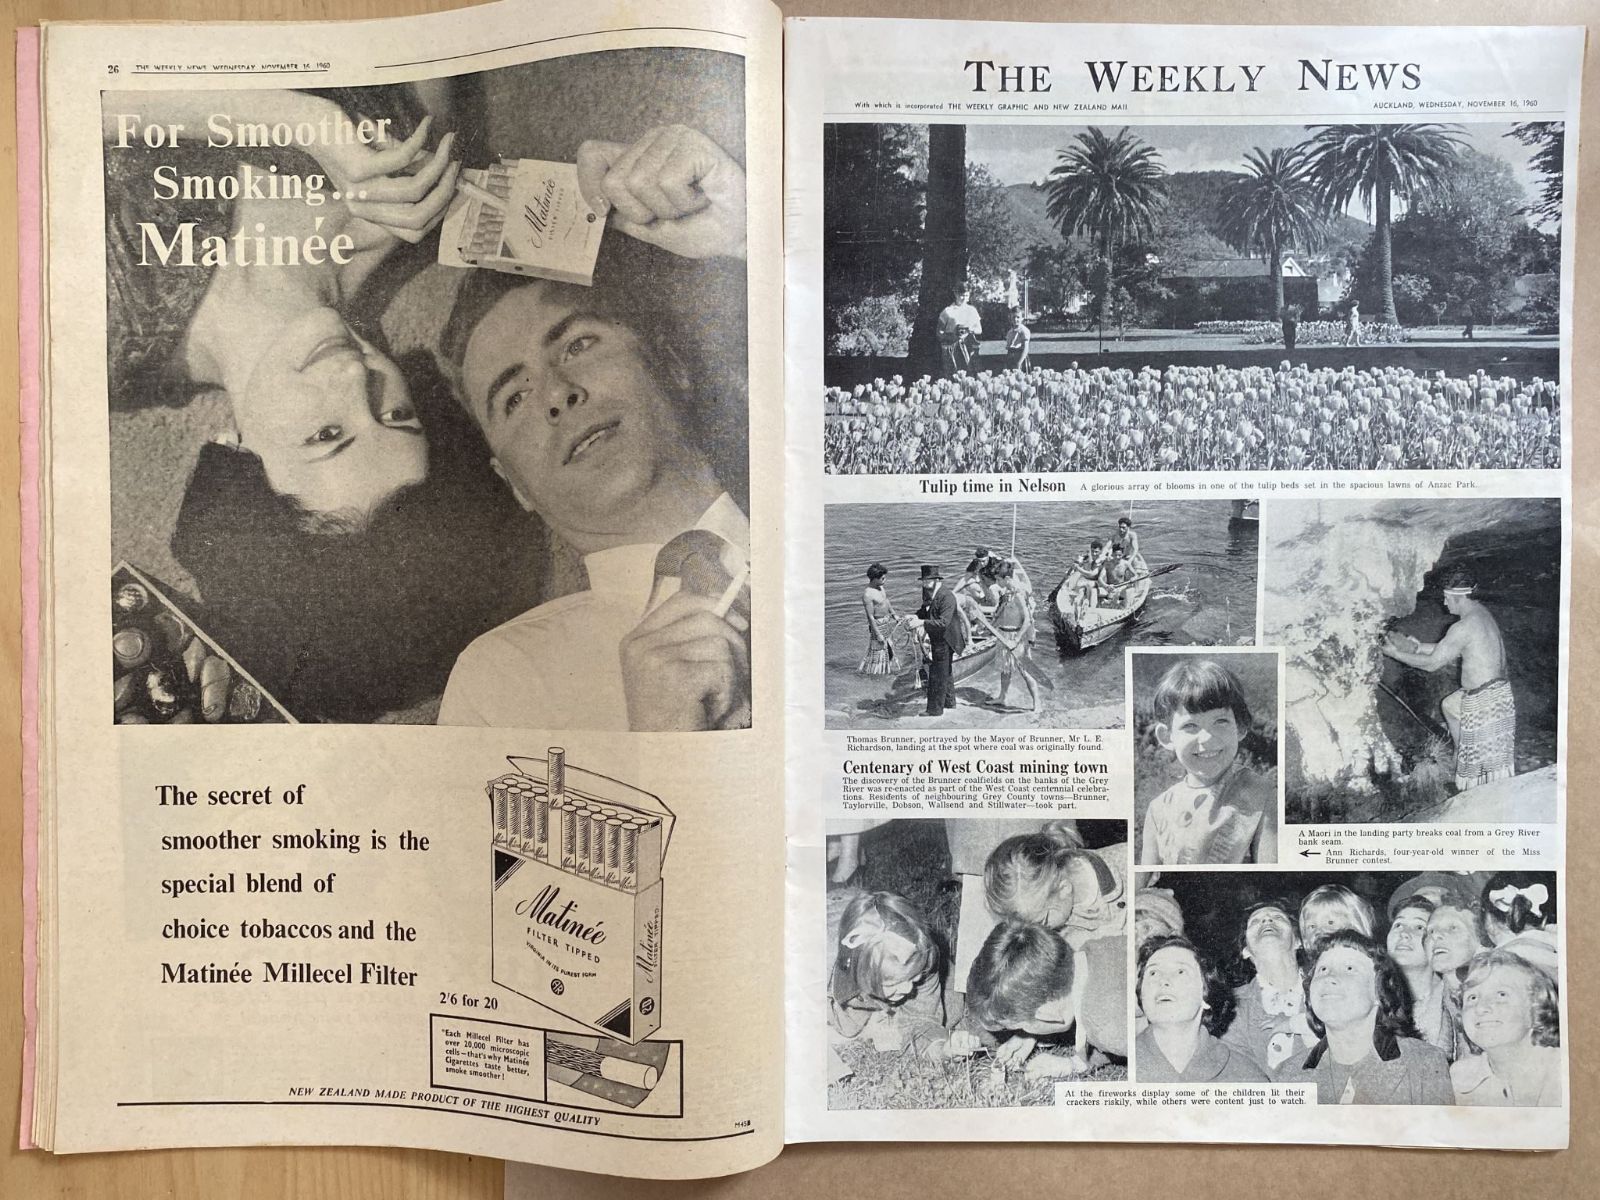 26 THE WEEKLY NEWS WEDNESDAY NOVEMBER 16 1960
For Smoother
Smoking...
Matinée
Matinée
The secret of
smoother smoking is the
special blend of
choice tobaccos and the
Matinée Millecel Filter
Matinée
FILTER TIPPED
VIRGINIA IN ITS PUREST FORM
Matinée
2'6 for 20
"Each Millecel Filter has
over 20,000 microscopic
cells—that's why Matinée
Cigarettes taste better,
smoke smoother!
NEW ZEALAND MADE PRODUCT OF THE HIGHEST QUALITY
M45B
THE WEEKLY NEWS
With which is incorporated THE WEEKLY GRAPHIC AND NEW ZEALAND MAIL
AUCKLAND, WEDNESDAY, NOVEMBER 16, 1960
Tulip time in Nelson A glorious array of blooms in one of the tulip beds set in the spacious lawns of Anzac Park.
Thomas Brunner, portrayed by the Mayor of Brunner, Mr L. E.
Richardson, landing at the spot where coal was originally found.
Centenary of West Coast mining town
The discovery of the Brunner coalfields on the banks of the Grey
River was re-enacted as part of the West Coast centennial celebra-
tions. Residents of neighbouring Grey County towns—Brunner,
Taylorville, Dobson, Wallsend and Stillwater—took part.
A Maori in the landing party breaks coal from a Grey River
bank seam.
Ann Richards, four-year-old winner of the Miss
Brunner contest.
At the fireworks display some of the children lit their
crackers riskily, while others were content just to watch.